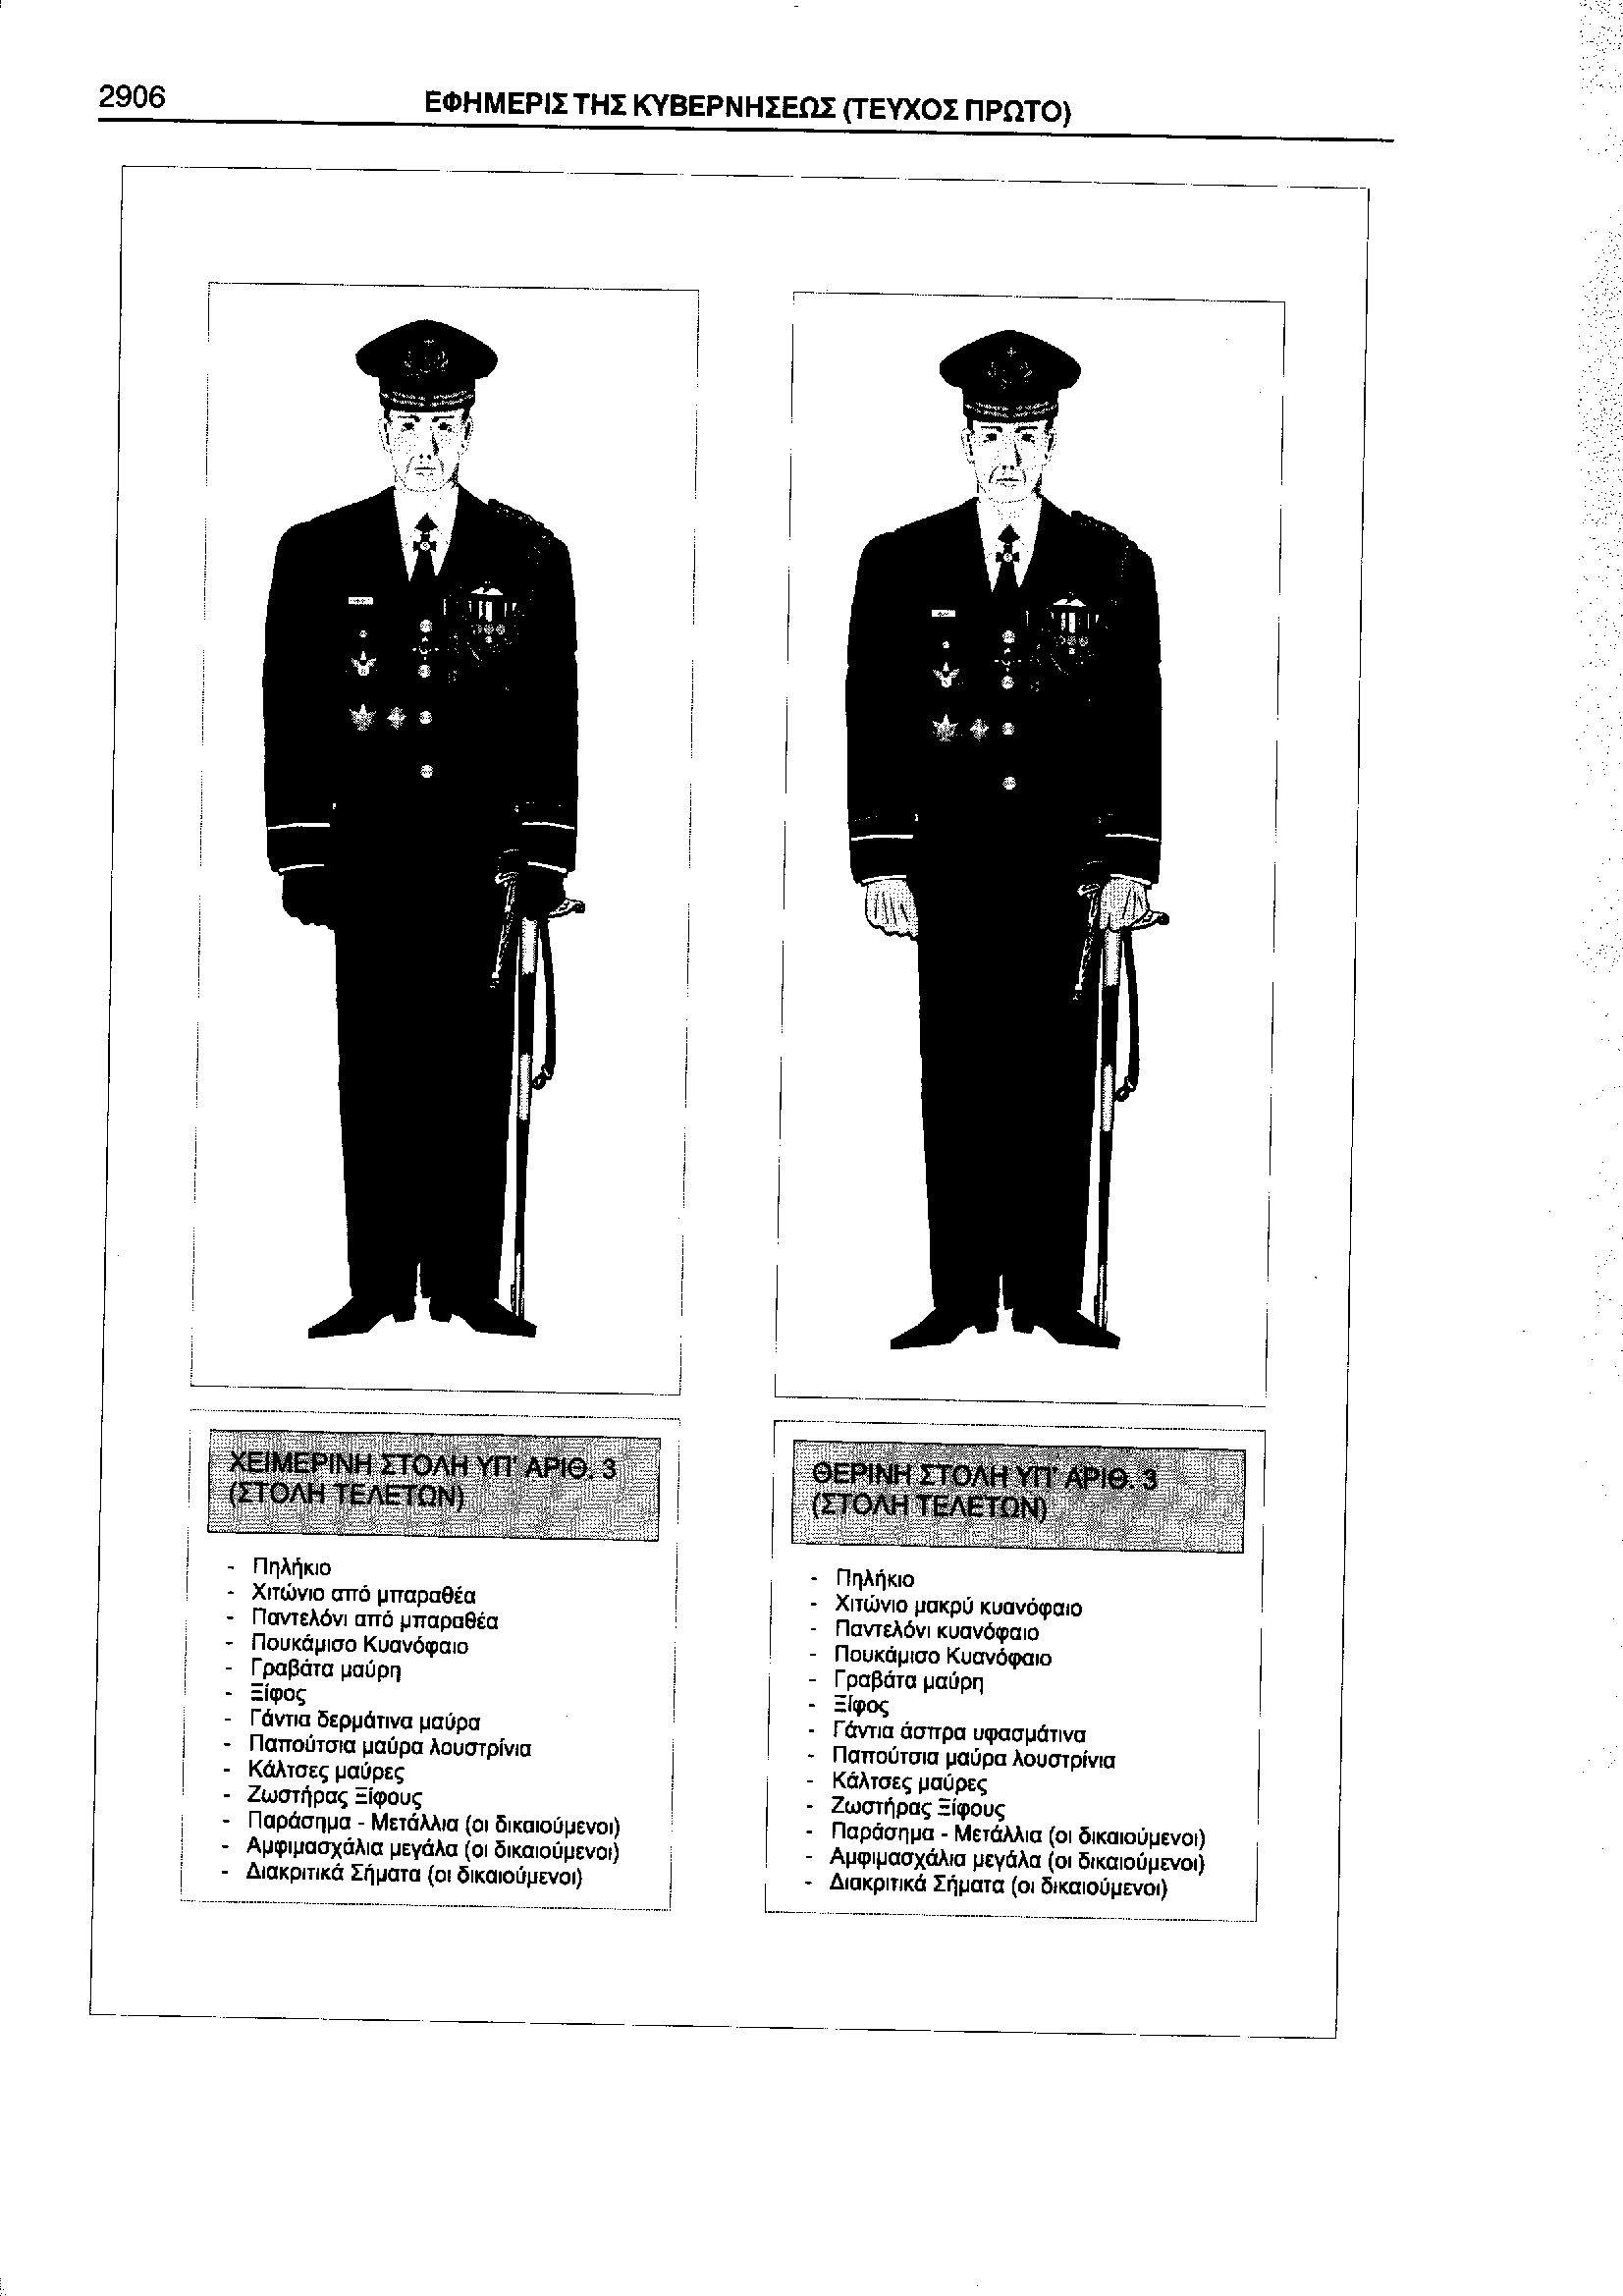 2906
ΕΦΗΜΕΡΙΣ ΤΗΣ ΚΥΒΕΡΝΗΣΕΩΣ (ΤΕΥΧΟΣ ΠΡΩΤΟ)
ΧΕΙΜΕΡΙΝΗ ΣΤΟΛΗ ΥΠ' ΑΡΙΘ. 3
(ΣΤΟΛΗ ΤΕΛΕΤΩΝ)
- Πηλήκιο
- Χιτώνιο από μπαραθέα
- Παντελόνι από μπαραθέα
- Πουκάμισο Κυανόφαιο
- Γραβάτα μαύρη
- Ξίφος
- Γάντια δερμάτινα μαύρα
- Παπούτσια μαύρα λουστρίνια
- Κάλτσες μαύρες
- Ζωστήρας Ξίφους
- Παράσημα - Μετάλλια (οι δικαιούμενοι)
- Αμφιμασχάλια μεγάλα (οι δικαιούμενοι)
- Διακριτικά Σήματα (οι δικαιούμενοι)
ΘΕΡΙΝΗ ΣΤΟΛΗ ΥΠ' ΑΡΙΘ. 3
(ΣΤΟΛΗ ΤΕΛΕΤΩΝ)
- Πηλήκιο
- Χιτώνιο μακρύ κυανόφαιο
- Παντελόνι κυανόφαιο
- Πουκάμισο Κυανόφαιο
- Γραβάτα μαύρη
- Ξίφος
- Γάντια άσπρα υφασμάτινα
- Παπούτσια μαύρα λουστρίνια
- Κάλτσες μαύρες
- Ζωστήρας Ξίφους
- Παράσημα - Μετάλλια (οι δικαιούμενοι)
- Αμφιμασχάλια μεγάλα (οι δικαιούμενοι)
- Διακριτικά Σήματα (οι δικαιούμενοι)